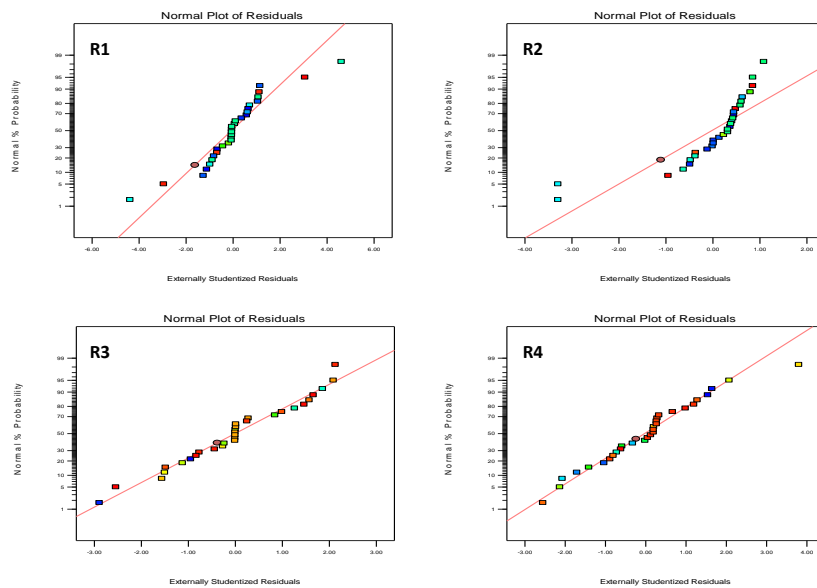 Normal Plot of Residuals
R1
Normal % Probability
99
95
90
80
70
50
30
20
10
5
1
-6.00 -4.00 -2.00 0.00 2.00 4.00 6.00
Externally Studentized Residuals
Normal Plot of Residuals
R2
Normal % Probability
99
95
90
80
70
50
30
20
10
5
1
-4.00 -3.00 -2.00 -1.00 0.00 1.00 2.00
Externally Studentized Residuals
Normal Plot of Residuals
R3
Normal % Probability
99
95
90
80
70
50
30
20
10
5
1
-3.00 -2.00 -1.00 0.00 1.00 2.00 3.00
Externally Studentized Residuals
Normal Plot of Residuals
R4
Normal % Probability
99
95
90
80
70
50
30
20
10
5
1
-3.00 -2.00 -1.00 0.00 1.00 2.00 3.00 4.00
Externally Studentized Residuals